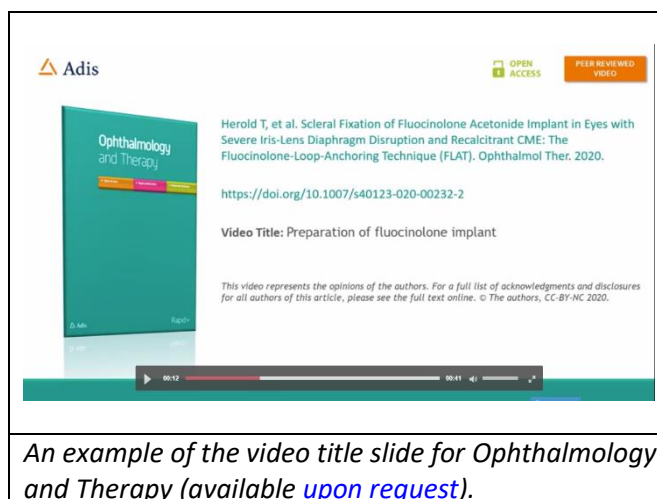 Adis
OPEN
ACCESS
PEER REVIEWED
VIDEO
Ophthalmology
and Therapy
Adis
Rapid+
Herold T, et al. Scleral Fixation of Fluocinolone Acetonide Implant in Eyes with
Severe Iris-Lens Diaphragm Disruption and Recalcitrant CME: The
Fluocinolone-Loop-Anchoring Technique (FLAT). Ophthalmol Ther. 2020.
https://doi.org/10.1007/s40123-020-00232-2
Video Title: Preparation of fluocinolone implant
This video represents the opinions of the authors. For a full list of acknowledgments and disclosures
for all authors of this article, please see the full text online. © The authors, CC-BY-NC 2020.
00:12
00:41
An example of the video title slide for Ophthalmology
and Therapy (available upon request).